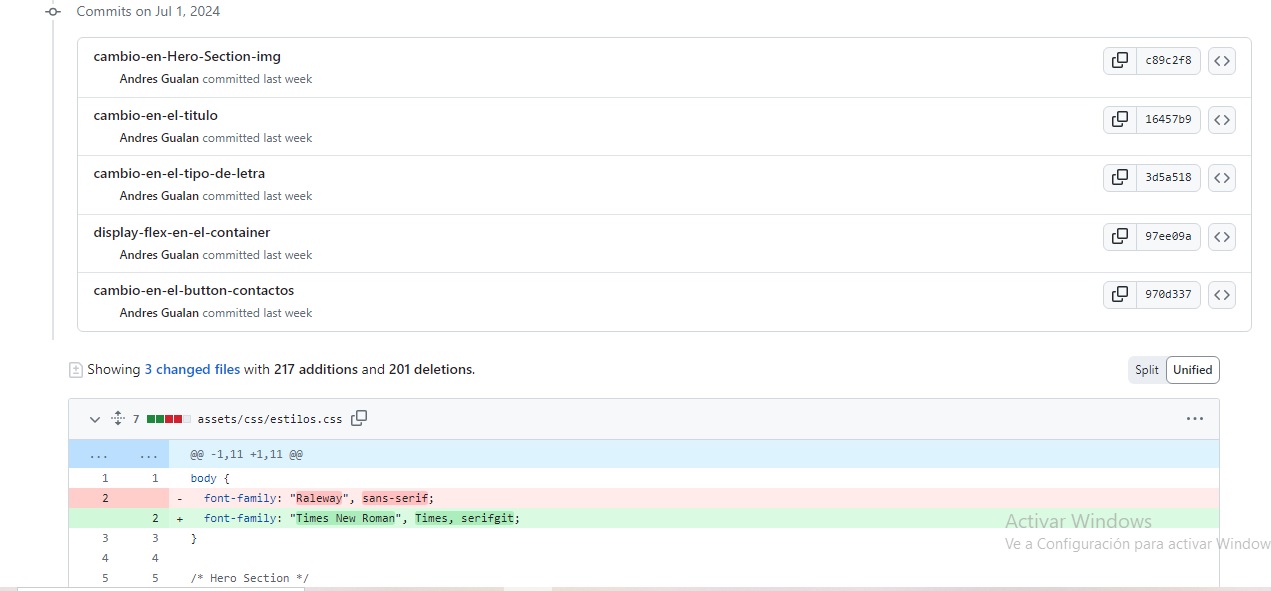 Commits on Jul 1, 2024
cambio-en-Hero-Section-img
Andres Gualan committed last week
c89c2f8
cambio-en-el-titulo
Andres Gualan committed last week
16457b9
cambio-en-el-tipo-de-letra
Andres Gualan committed last week
3d5a518
display-flex-en-el-container
Andres Gualan committed last week
97ee09a
cambio-en-el-button-contactos
Andres Gualan committed last week
970d337
Showing 3 changed files with 217 additions and 201 deletions.
Split Unified
7 assets/css/estilos.css
... ... @@ -1,11 +1,11 @@
1 1 body {
2 - font-family: "Raleway", sans-serif;
2 + font-family: "Times New Roman", Times, serifgit;
3 3 }
4 4
5 5 /* Hero Section */
Activar Windows
Ve a Configuración para activar Window